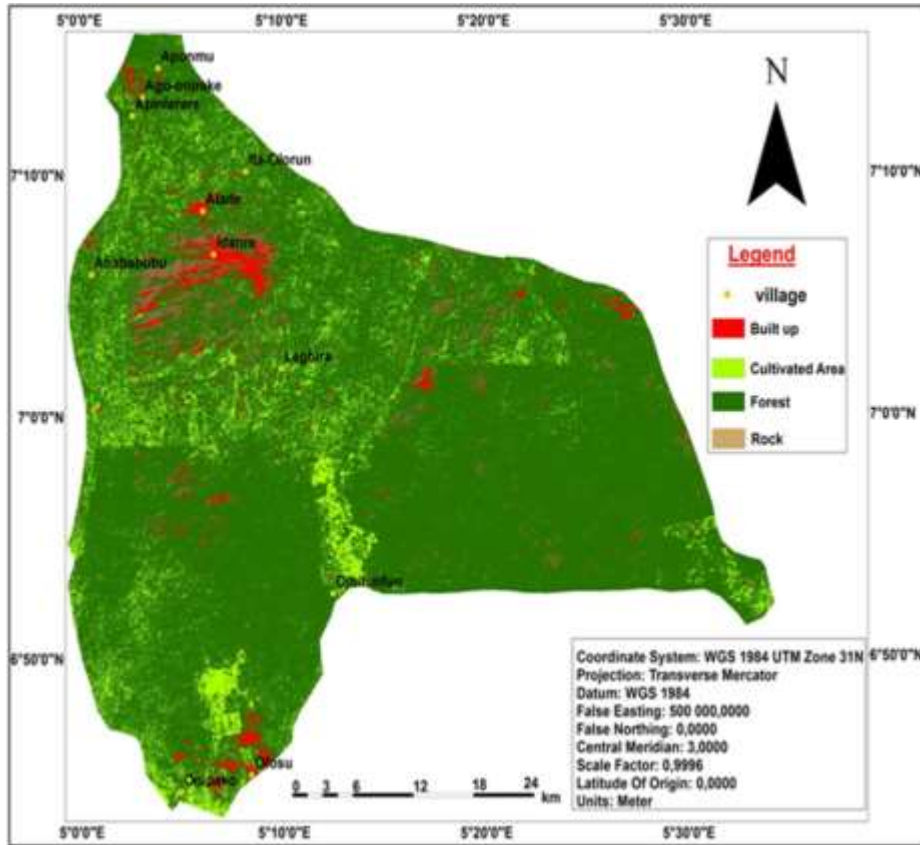 5°0'0"E 5°10'0"E 5°20'0"E 5°30'0"E
Aponmu
N
Ago-onipake
Apinlarere
7°10'0"N
7°10'0"N
Ita-Olorun
Alade
Idanre
Legend
village
Built up
Cultivated Area
Forest
Rock
Legbira
7°0'0"N
7°0'0"N
6°50'0"N
6°50'0"N
Coordinate System: WGS 1984 UTM Zone 31N
Projection: Transverse Mercator
Datum: WGS 1984
False Easting: 500 000,0000
False Northing: 0,0000
Central Meridian: 3,0000
Scale Factor: 0,9996
Latitude Of Origin: 0,0000
Units: Meter
Ofosu
0 3 6 12 18 24
km
5°0'0"E 5°10'0"E 5°20'0"E 5°30'0"E